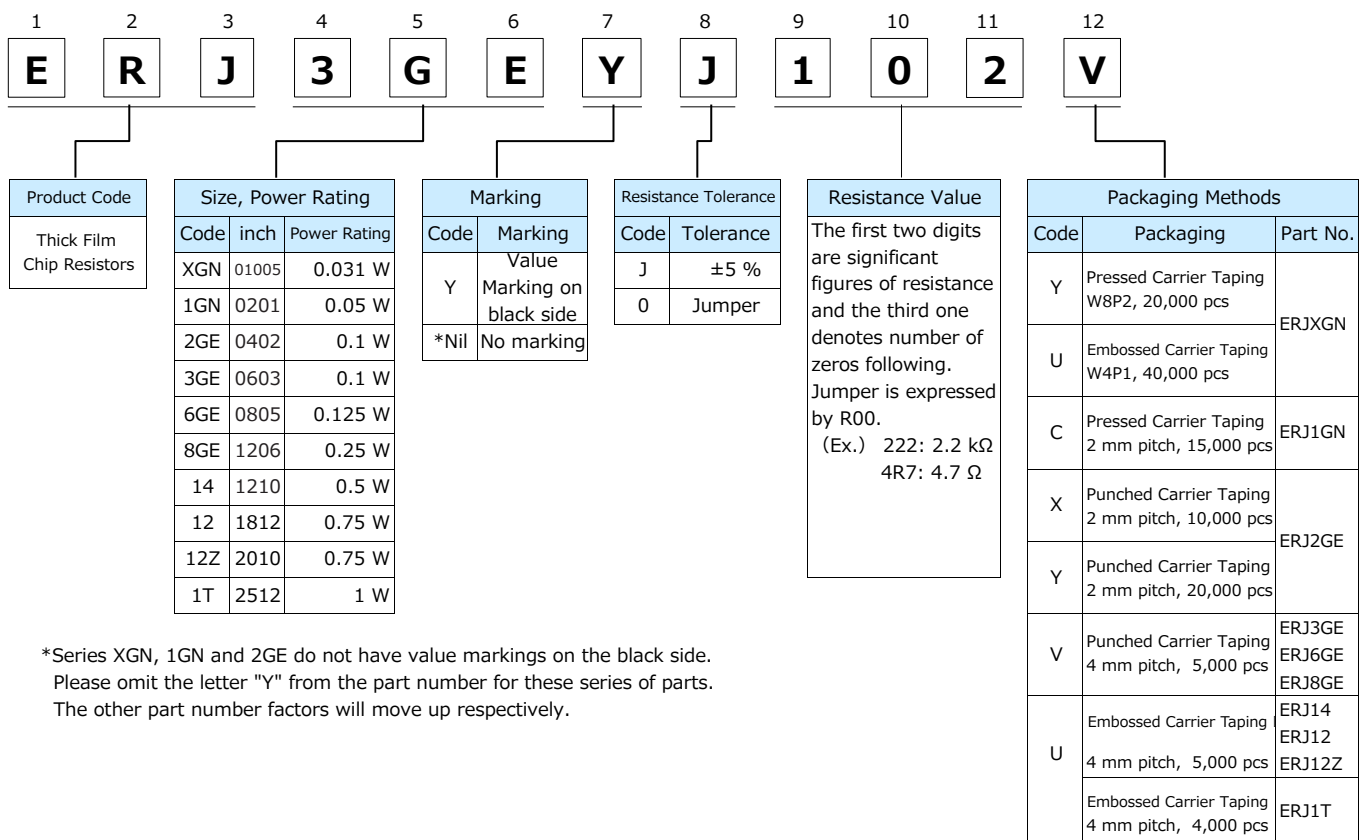 1 2 3 4 5 6 7 8 9 10 11 12
E R J 3 G E Y J 1 0 2 V
Product Code
Thick Film
Chip Resistors
Size, Power Rating
Code inch Power Rating
XGN 01005 0.031 W
1GN 0201 0.05 W
2GE 0402 0.1 W
3GE 0603 0.1 W
6GE 0805 0.125 W
8GE 1206 0.25 W
14 1210 0.5 W
12 1812 0.75 W
12Z 2010 0.75 W
1T 2512 1 W
Marking
Code Marking
Y Value
Marking on
black side
*Nil No marking
Resistance Tolerance
Code Tolerance
J ±5 %
0 Jumper
Resistance Value
The first two digits
are significant
figures of resistance
and the third one
denotes number of
zeros following.
Jumper is expressed
by R00.
(Ex.) 222: 2.2 kΩ
4R7: 4.7 Ω
Packaging Methods
Code Packaging Part No.
Y Pressed Carrier Taping
W8P2, 20,000 pcs
ERJXGN
U Embossed Carrier Taping
W4P1, 40,000 pcs
C Pressed Carrier Taping
2 mm pitch, 15,000 pcs ERJ1GN
X Punched Carrier Taping
2 mm pitch, 10,000 pcs
ERJ2GE
Y Punched Carrier Taping
2 mm pitch, 20,000 pcs
V Punched Carrier Taping
4 mm pitch, 5,000 pcs
ERJ3GE
ERJ6GE
ERJ8GE
U Embossed Carrier Taping
4 mm pitch, 5,000 pcs
ERJ14
ERJ12
ERJ12Z
Embossed Carrier Taping
4 mm pitch, 4,000 pcs ERJ1T
*Series XGN, 1GN and 2GE do not have value markings on the black side.
Please omit the letter "Y" from the part number for these series of parts.
The other part number factors will move up respectively.